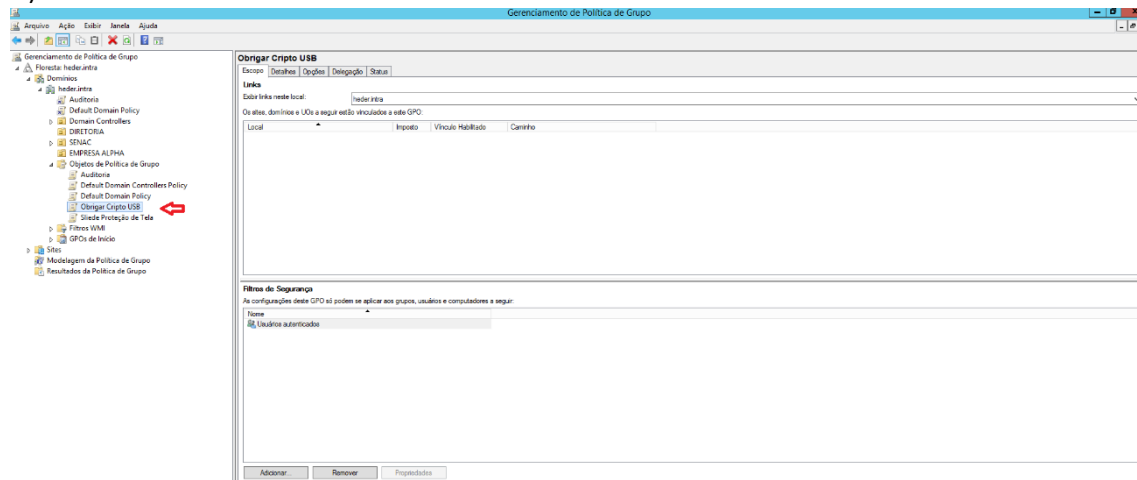 Gerenciamento de Política de Grupo
Arquivo Ação Exibir Janela Ajuda
Gerenciamento de Política de Grupo
Floresta: heder.intra
Domínios
heder.intra
Auditoria
Default Domain Policy
Domain Controllers
DIRETORIA
SENAC
EMPRESA ALPHA
Objetos de Política de Grupo
Auditoria
Default Domain Controllers Policy
Default Domain Policy
Obrigar Cripto USB
Sliede Proteção de Tela
Filtros WMI
GPOs de Início
Sites
Modelagem da Política de Grupo
Resultados da Política de Grupo
Obrigar Cripto USB
Escopo Detalhes Opções Delegação Status
Links
Exibir links neste local: heder.intra
Os sites, domínios e UOs a seguir estão vinculados a este GPO:
Local Imposto Vínculo Habilitado Caminho
Filtros de Segurança
As configurações deste GPO só podem se aplicar aos grupos, usuários e computadores a seguir:
Nome
Usuários autenticados
Adicionar... Remover Propriedades